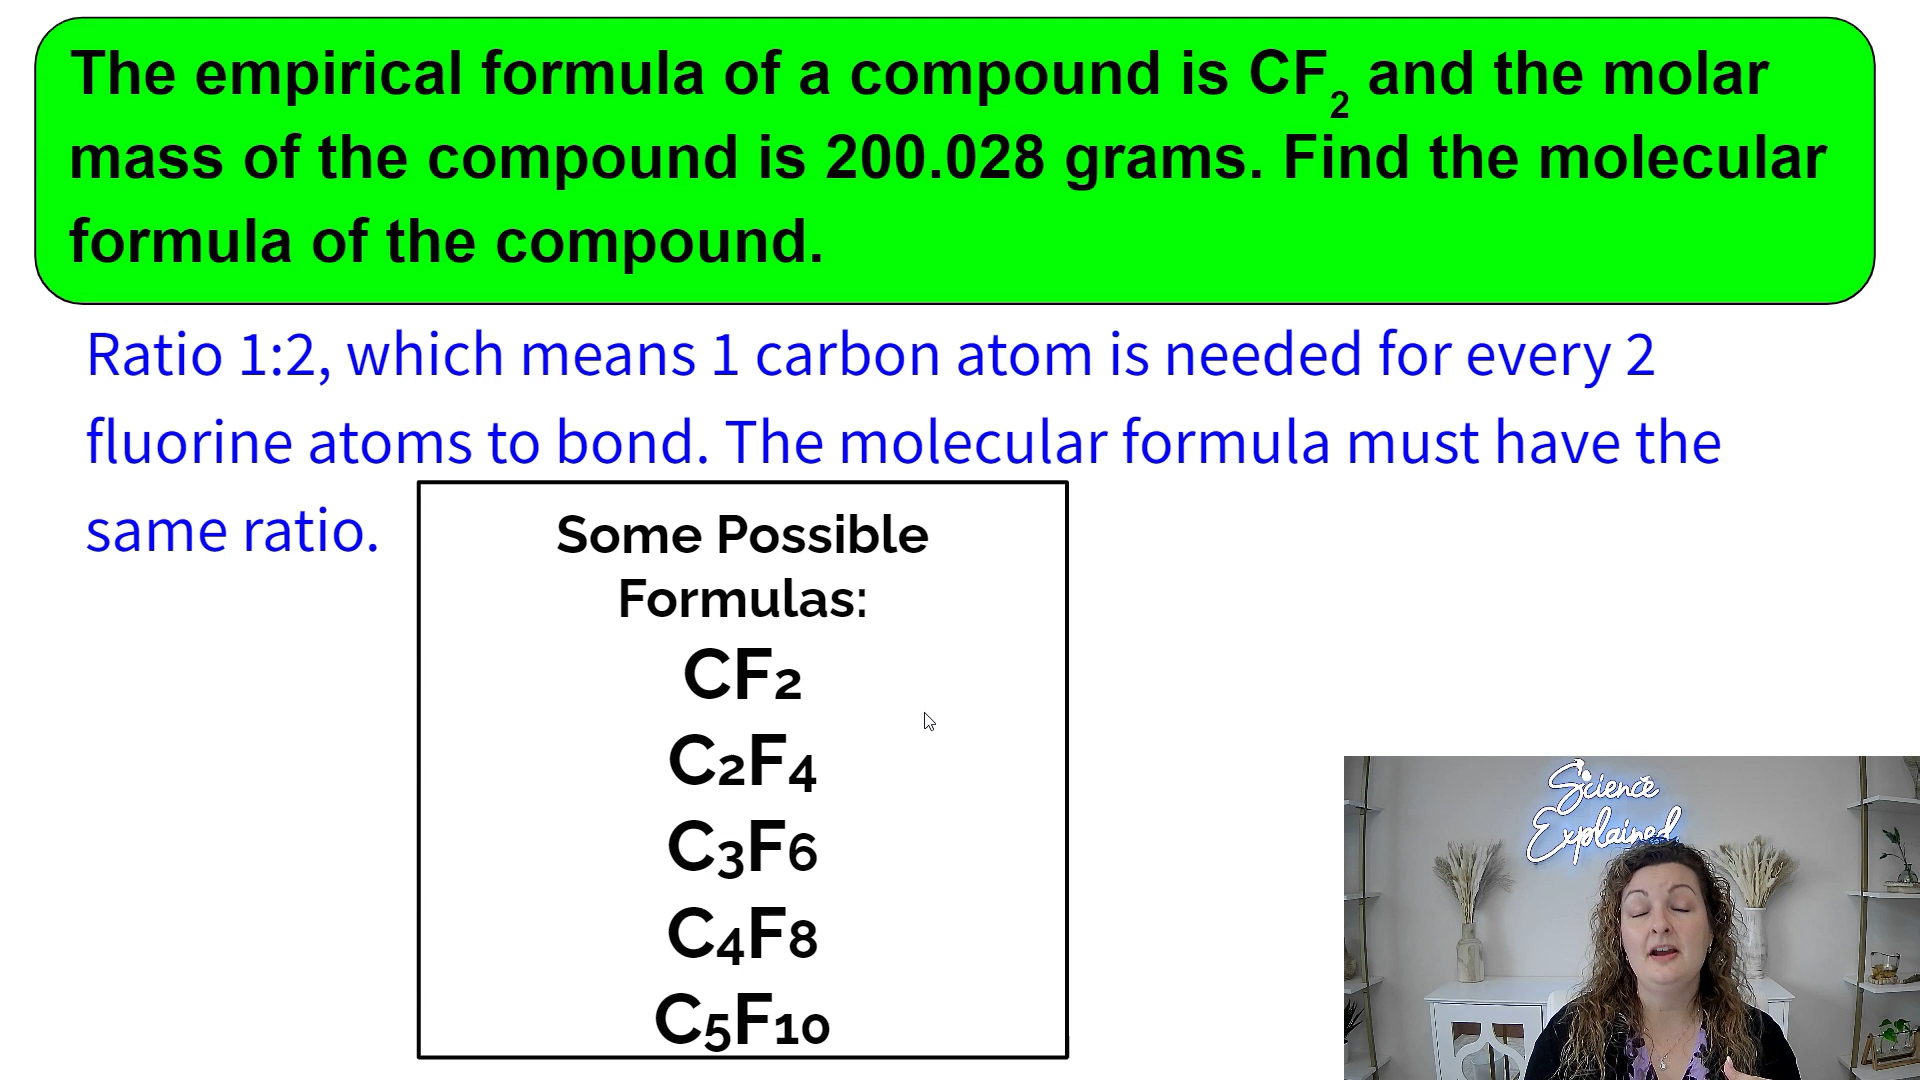 The empirical formula of a compound is CF₂ and the molar
mass of the compound is 200.028 grams. Find the molecular
formula of the compound.
Ratio 1:2, which means 1 carbon atom is needed for every 2
fluorine atoms to bond. The molecular formula must have the
same ratio.
Some Possible
Formulas:
CF₂
C₂F₄
C₃F₆
C₄F₈
C₅F₁₀
Science
Explained